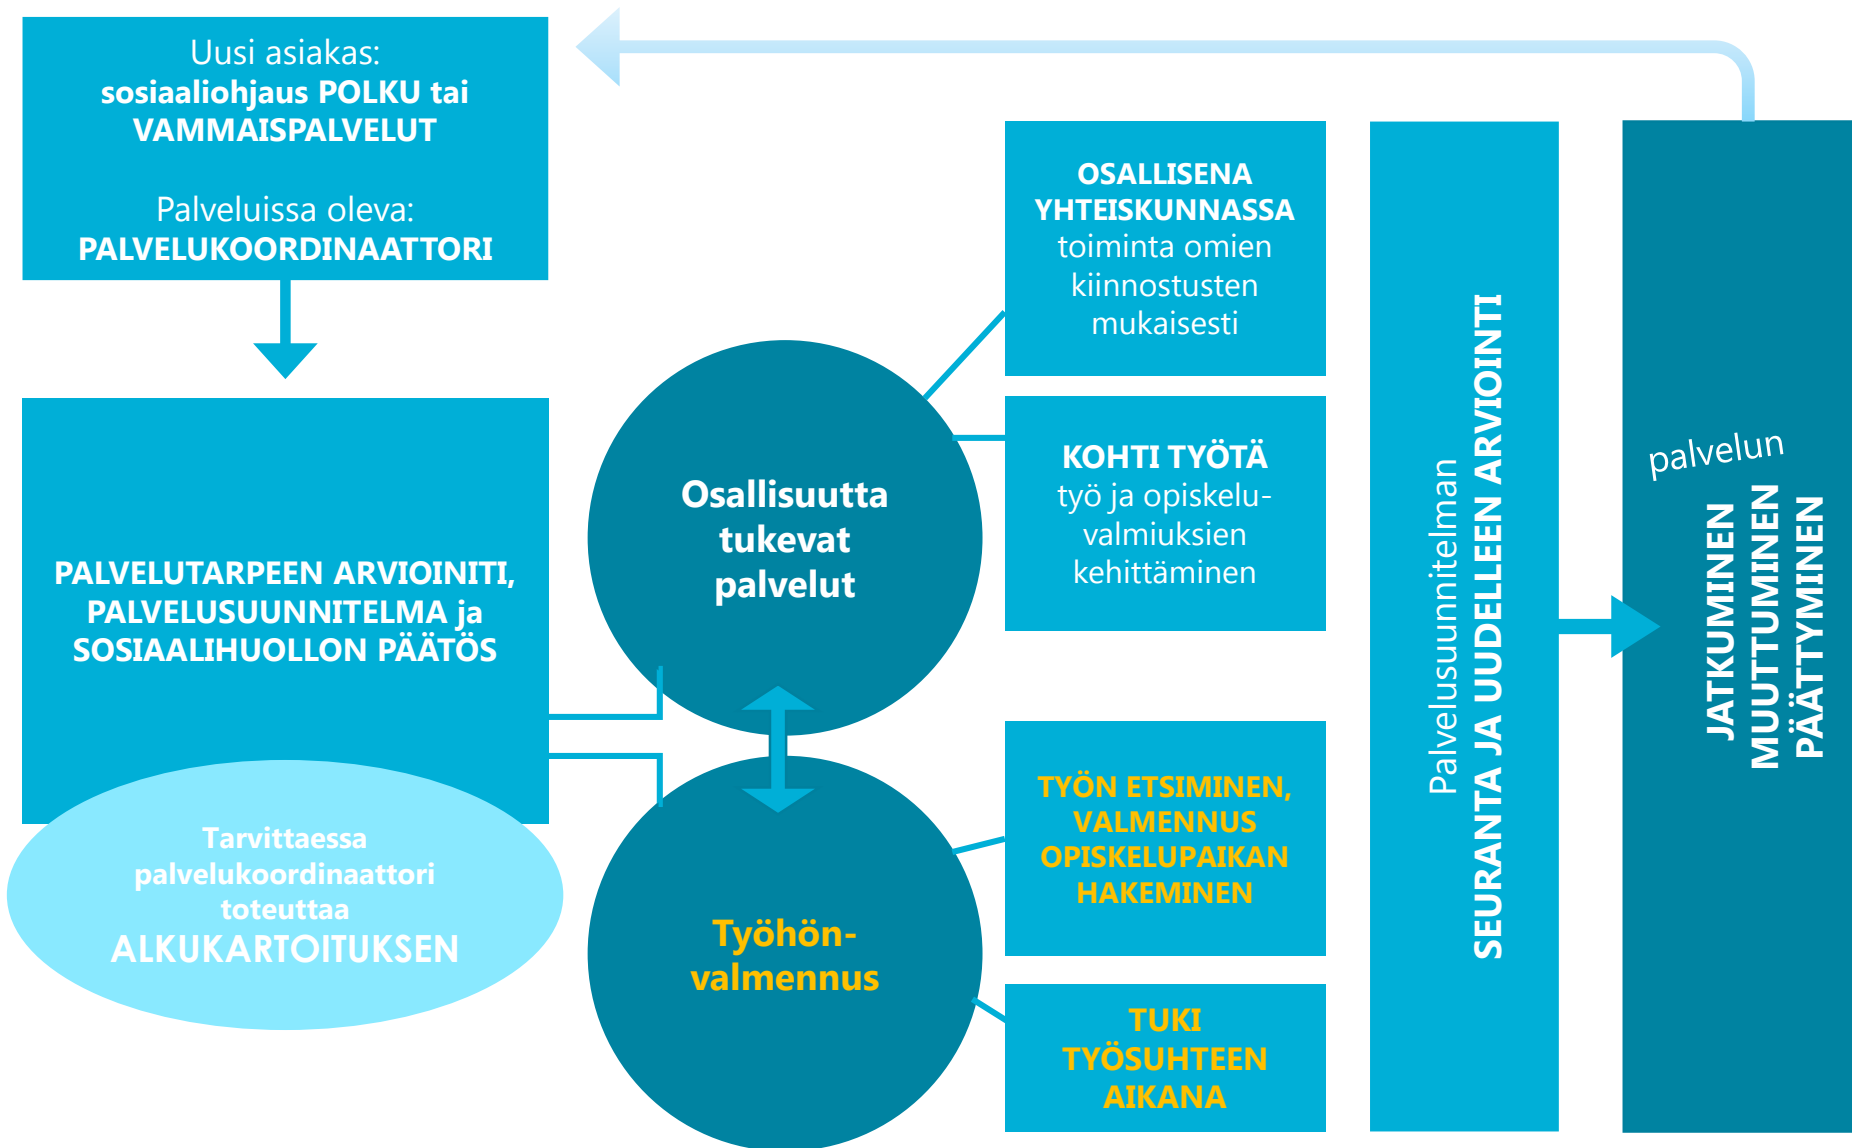 Uusi asiakas:
sosiaaliohjaus POLKU tai
VAMMAISPALVELUT
Palveluissa oleva:
PALVELUKOORDINAATTORI
PALVELUTARPEEN ARVIOINITI,
PALVELUSUUNNITELMA ja
SOSIAALIHUOLLON PÄÄTÖS
Tarvittaessa
palvelukoordinaattori
toteuttaa
ALKUKARTOITUKSEN
Osallisuutta
tukevat
palvelut
Työhön-
valmennus
OSALLISENA
YHTEISKUNNASSA
toiminta omien
kiinnostusten
mukaisesti
KOHTI TYÖTÄ
työ ja opiskelu-
valmiuksien
kehittäminen
TYÖN ETSIMINEN,
VALMENNUS
OPISKELUPAIKAN
HAKEMINEN
TUKI
TYÖSUHTEEN
AIKANA
Palvelusuunnitelman
SEURANTA JA UUDELLEEN ARVIOINTI
palvelun
JATKUMINEN
MUUTTUMINEN
PÄÄTTYMINEN